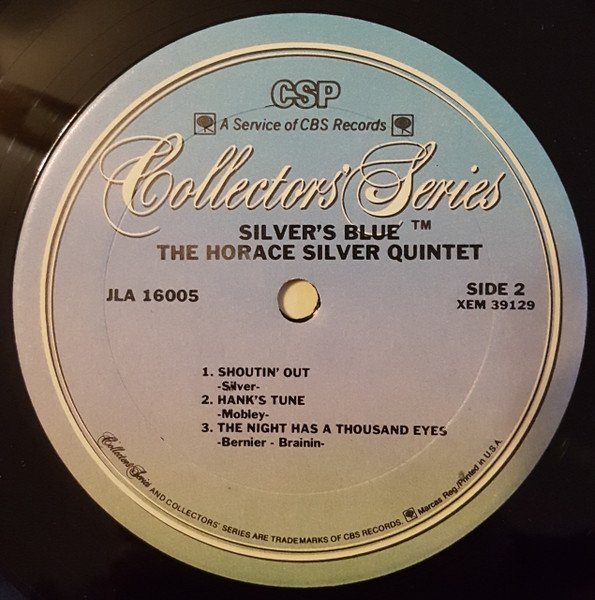 CSP
A Service of CBS Records
Collectors' Series
SILVER'S BLUE ™
THE HORACE SILVER QUINTET
JLA 16005
SIDE 2
XEM 39129
1. SHOUTIN' OUT
-Silver-
2. HANK'S TUNE
-Mobley-
3. THE NIGHT HAS A THOUSAND EYES
-Bernier - Brainin-
Collectors' Series AND COLLECTORS' SERIES ARE TRADEMARKS OF CBS RECORDS. Marcas Reg./Printed in U.S.A.